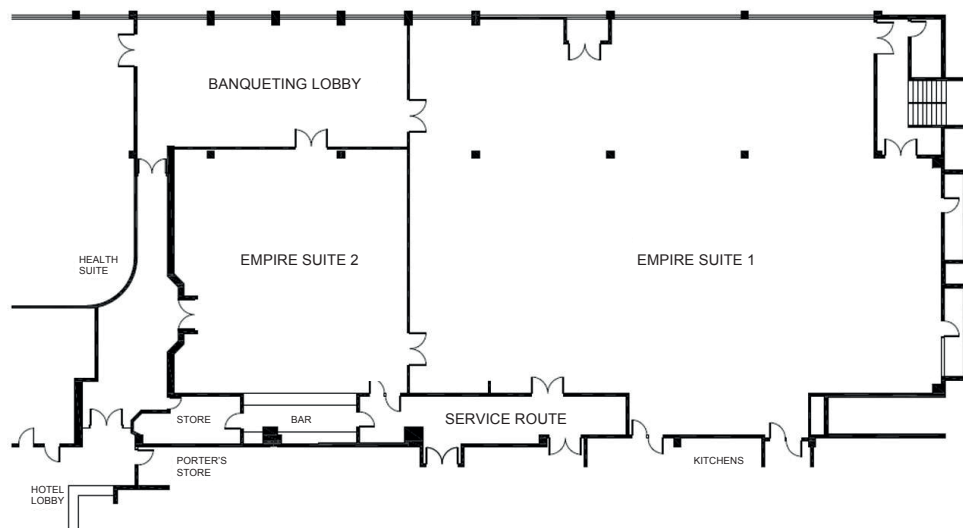 BANQUETING LOBBY
HEALTH
SUITE
EMPIRE SUITE 2
EMPIRE SUITE 1
STORE
BAR
SERVICE ROUTE
PORTER'S
STORE
KITCHENS
HOTEL
LOBBY